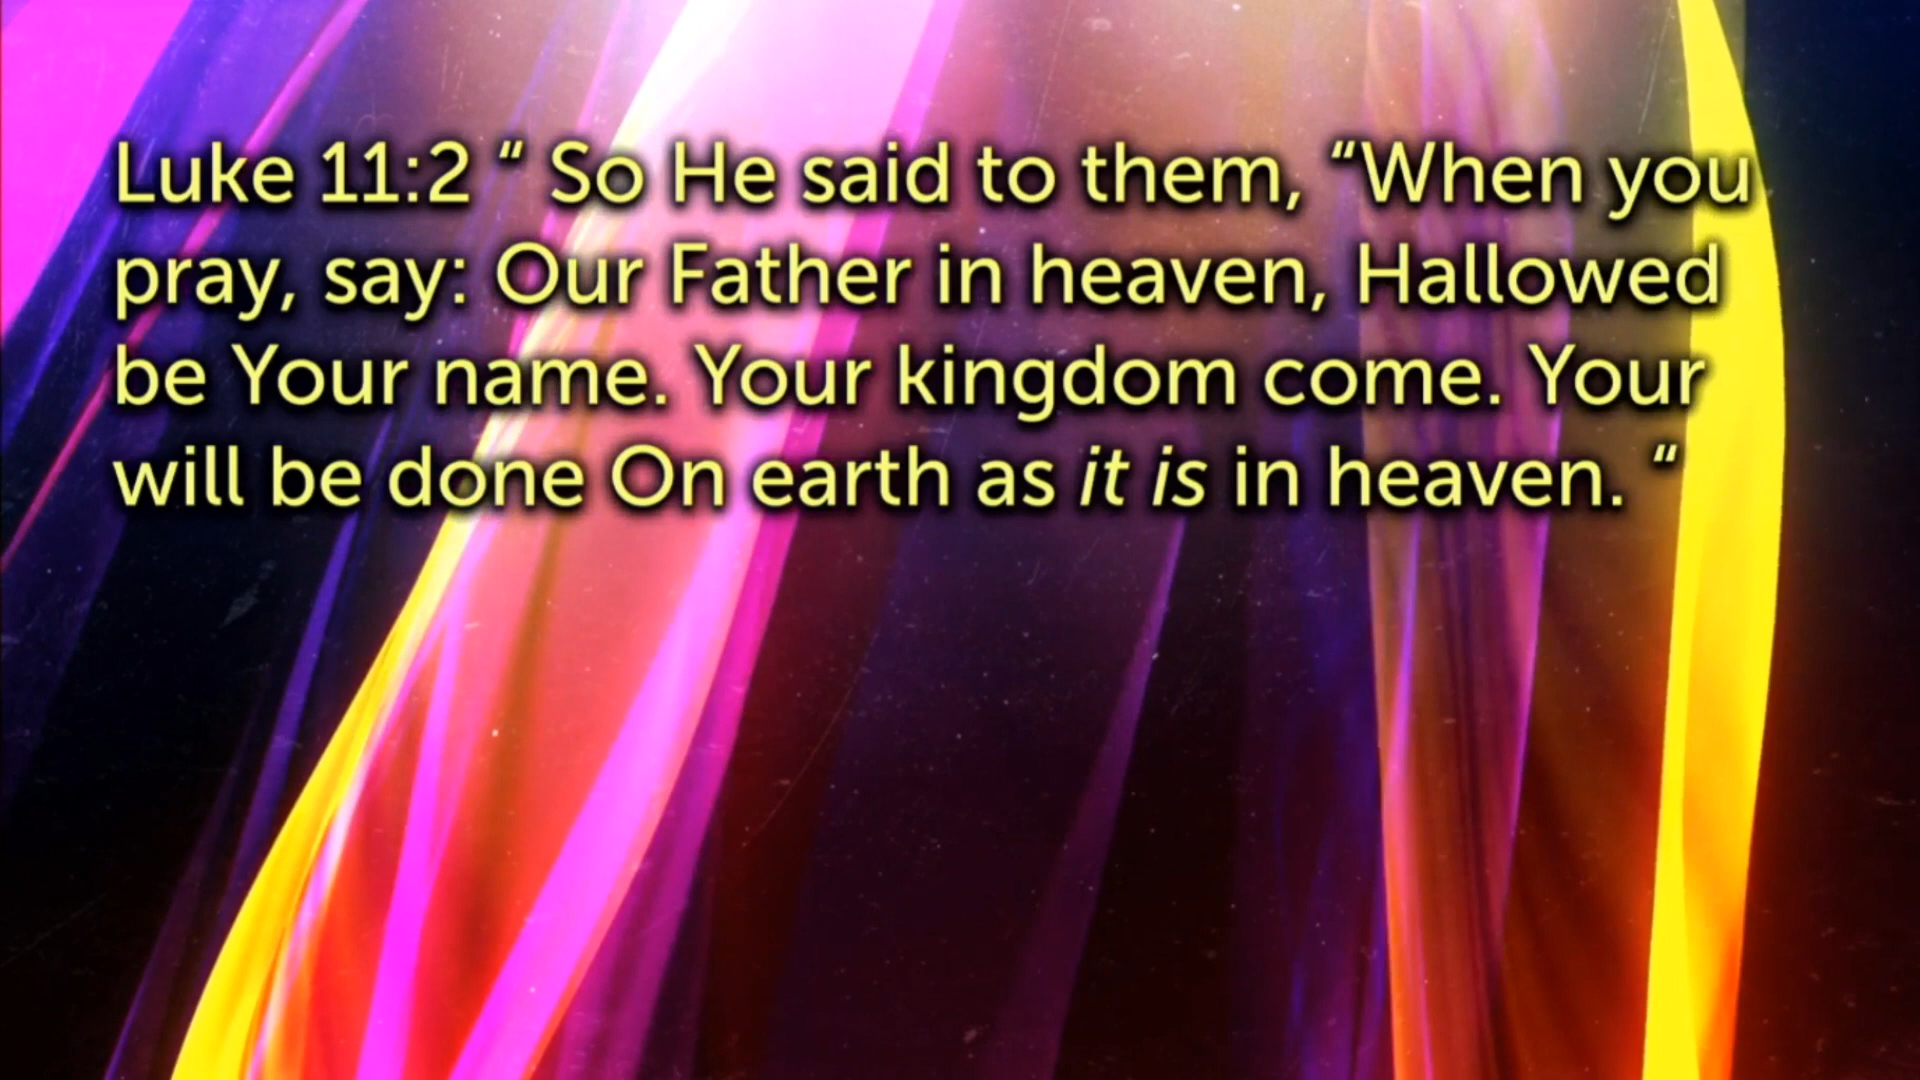 Luke 11:2 “ So He said to them, “When you
pray, say: Our Father in heaven, Hallowed
be Your name. Your kingdom come. Your
will be done On earth as it is in heaven. “